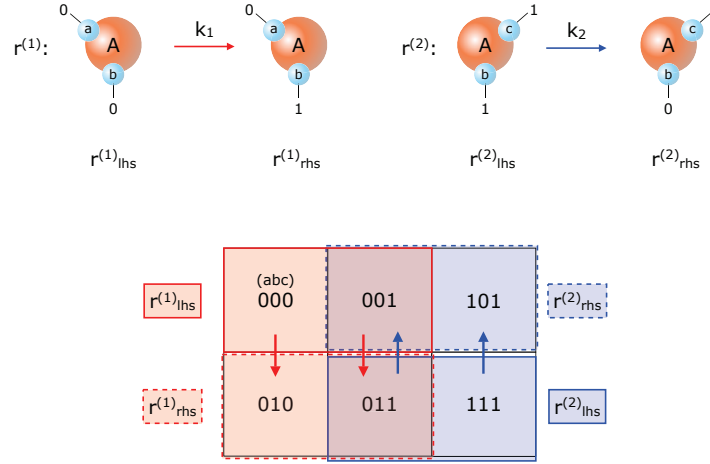 0
a
A
b
0
r⁽¹⁾:
k₁
0
a
A
b
1
r⁽²⁾:
1
c
A
b
1
k₂
c
A
b
0
r⁽¹⁾lhs
r⁽¹⁾rhs
r⁽²⁾lhs
r⁽²⁾rhs
r⁽¹⁾lhs
(abc)
000
001
101
r⁽²⁾rhs
r⁽¹⁾rhs
010
011
111
r⁽²⁾lhs